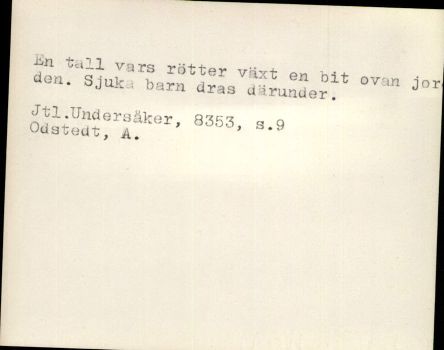 En tall vars rötter växt en bit ovan jor-
den. Sjuka barn dras därunder.
Jtl.Undersåker, 8353, s.9
Odstedt, A.